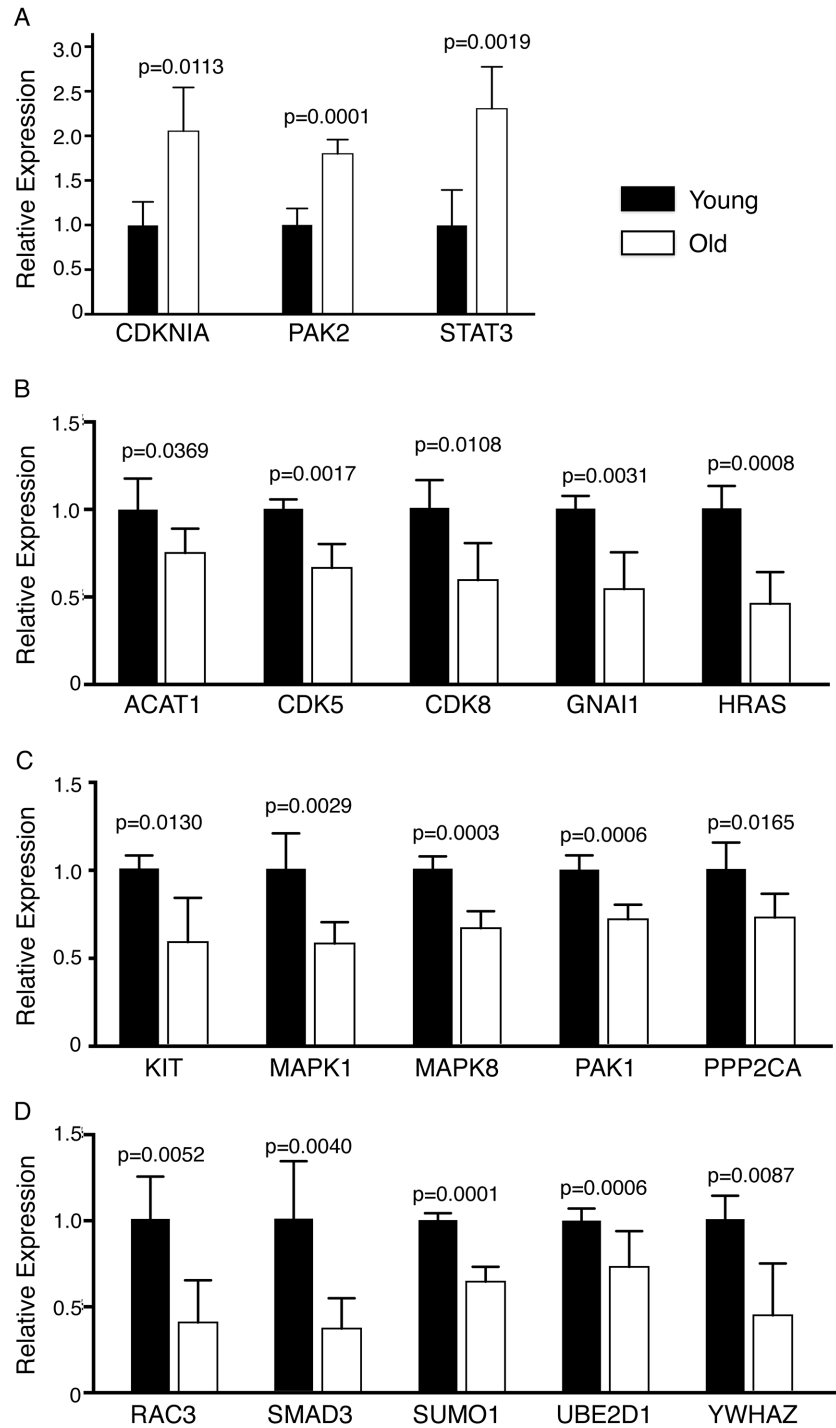 A
Relative Expression
3.0
2.5
2.0
1.5
1.0
0.5
0
p=0.0113
p=0.0001
p=0.0019
CDKNIA PAK2 STAT3
Young
Old
B
Relative Expression
1.5
1.0
0.5
0
p=0.0369
p=0.0017
p=0.0108
p=0.0031
p=0.0008
ACAT1 CDK5 CDK8 GNAI1 HRAS
C
Relative Expression
1.5
1.0
0.5
0
p=0.0130
p=0.0029
p=0.0003
p=0.0006
p=0.0165
KIT MAPK1 MAPK8 PAK1 PPP2CA
D
Relative Expression
1.5
1.0
0.5
0
p=0.0052
p=0.0040
p=0.0001
p=0.0006
p=0.0087
RAC3 SMAD3 SUMO1 UBE2D1 YWHAZ